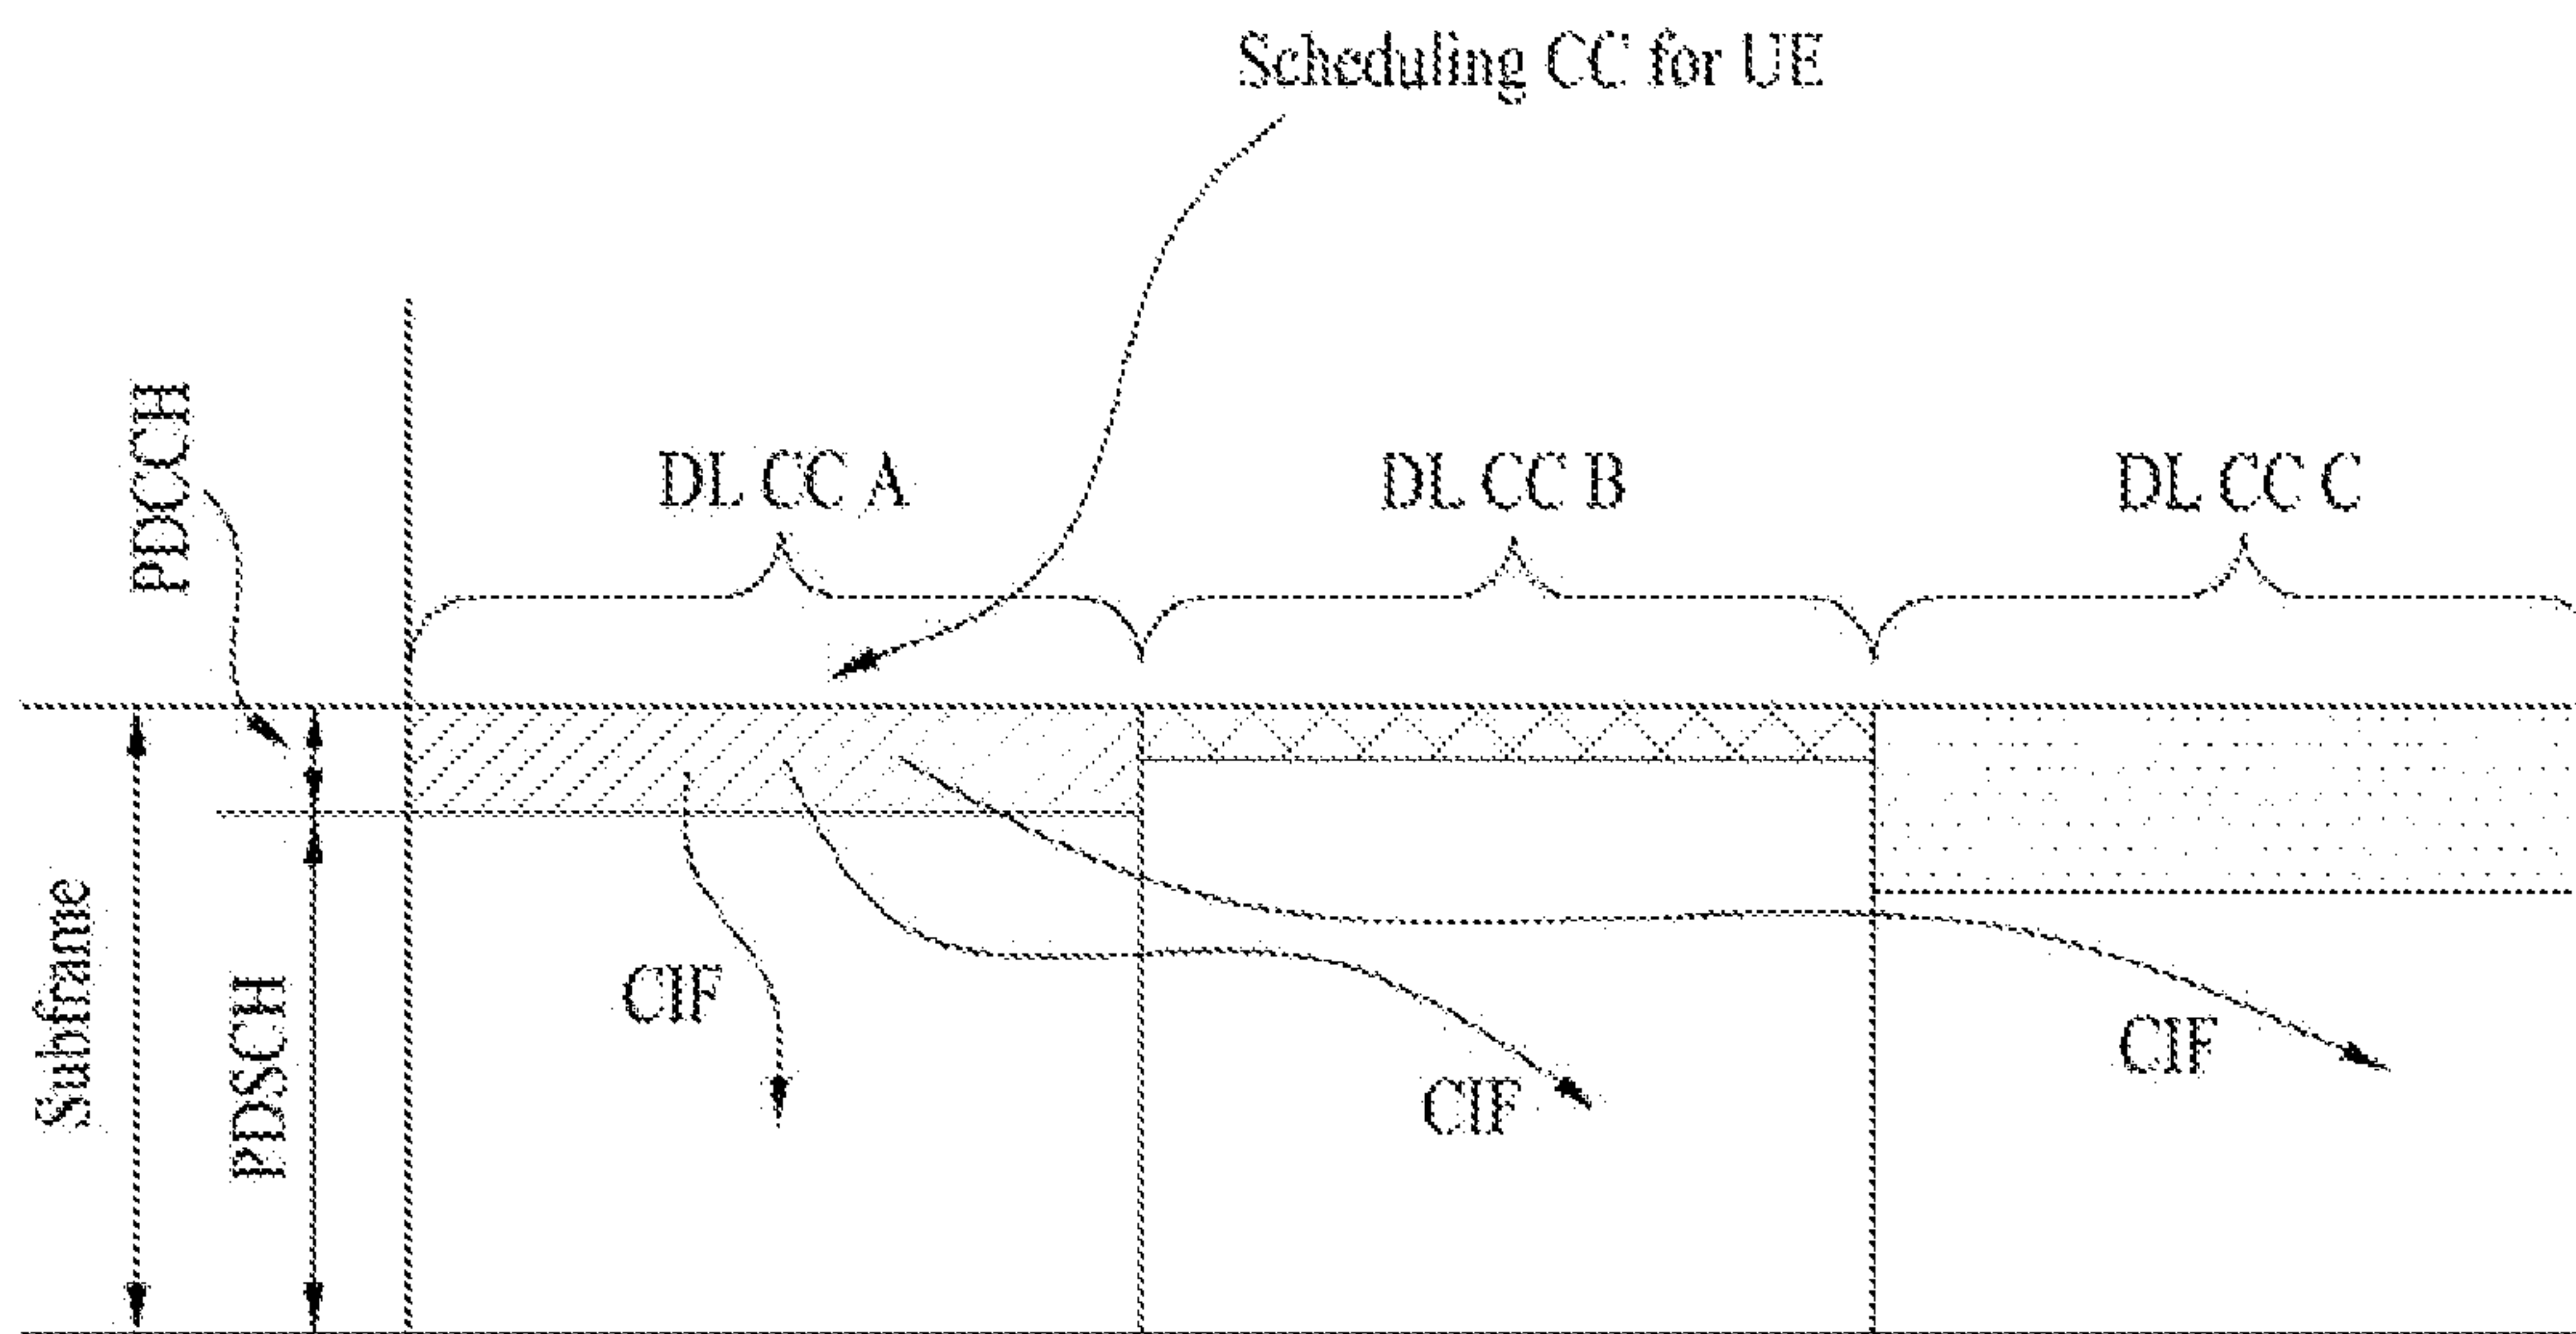 Scheduling CC for UE
PDCCH
DL CC A
DL CC B
DL CC C
Subframe
PDSCH
CIF
CIF
CIF